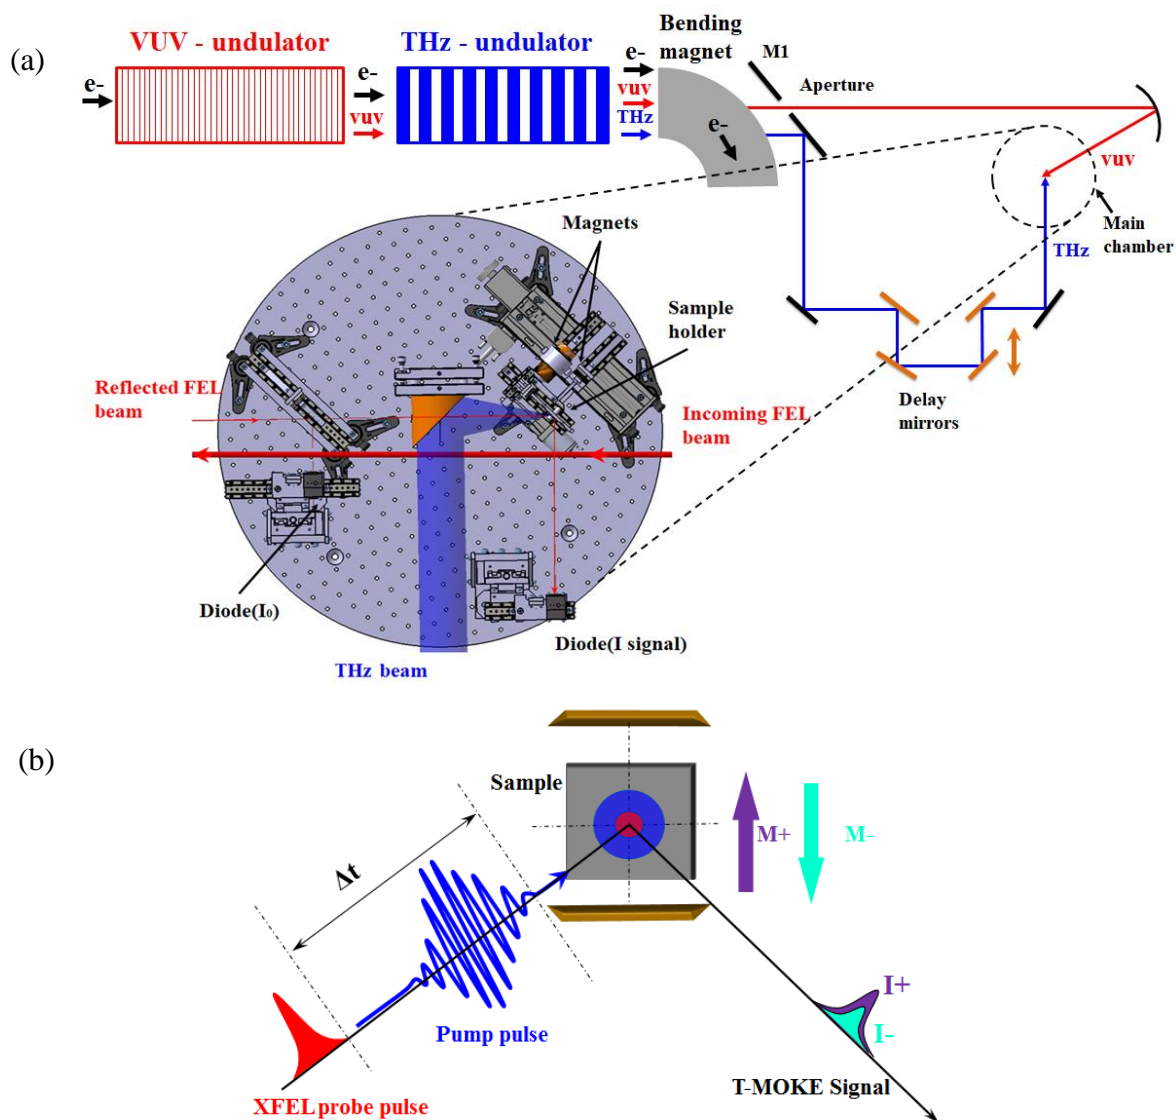 (a)
VUV - undulator
THz - undulator
Bending
magnet
M1
Aperture
e-
e-
vuv
e-
vuv
THz
e-
vuv
Main
chamber
THz
Delay
mirrors
Magnets
Sample
holder
Reflected FEL
beam
Incoming FEL
beam
Diode(I₀)
Diode(I signal)
THz beam
(b)
Sample
M+
M-
Δt
Pump pulse
XFEL probe pulse
I+
I-
T-MOKE Signal